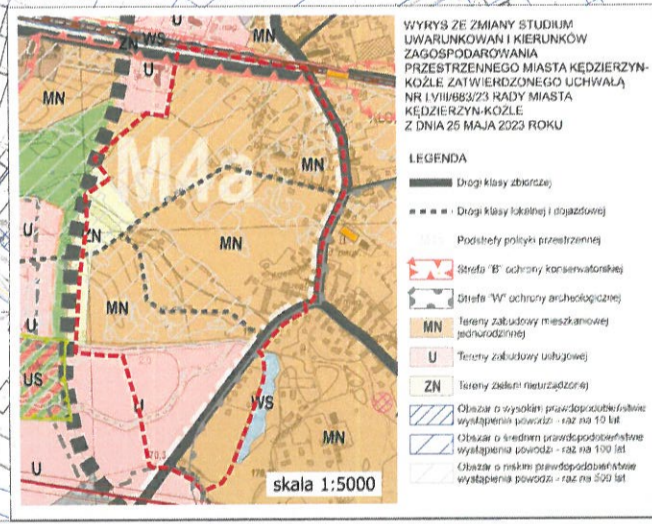 WYRYS ZE ZMIANY STUDIUM
UWARUNKOWAŃ I KIERUNKÓW
ZAGOSPODAROWANIA
PRZESTRZENNEGO MIASTA KĘDZIERZYN-
KOŹLE ZATWIERDZONEGO UCHWAŁĄ
NR LVIII/683/23 RADY MIASTA
KĘDZIERZYN-KOŹLE
Z DNIA 25 MAJA 2023 ROKU
LEGENDA
Drogi klasy zbiorczej
Drogi klasy lokalnej i dojazdowej
Podstrefy polityki przestrzennej
Strefa "B" ochrony konserwatorskiej
Strefa "W" ochrony archeologicznej
MN Tereny zabudowy mieszkaniowej
jednorodzinnej
U Tereny zabudowy usługowej
ZN Tereny zieleni nieurządzonej
Obszar o wysokim prawdopodobieństwie
wystąpienia powodzi - raz na 10 lat
Obszar o średnim prawdopodobieństwie
wystąpienia powodzi - raz na 100 lat
Obszar o niskim prawdopodobieństwie
wystąpienia powodzi - raz na 500 lat
U
ZN WS
MN
U
MN
M4a
MN
MN
U
ZN
MN
MN
U
US
U
WS
MN
U
170,3
skala 1:5000